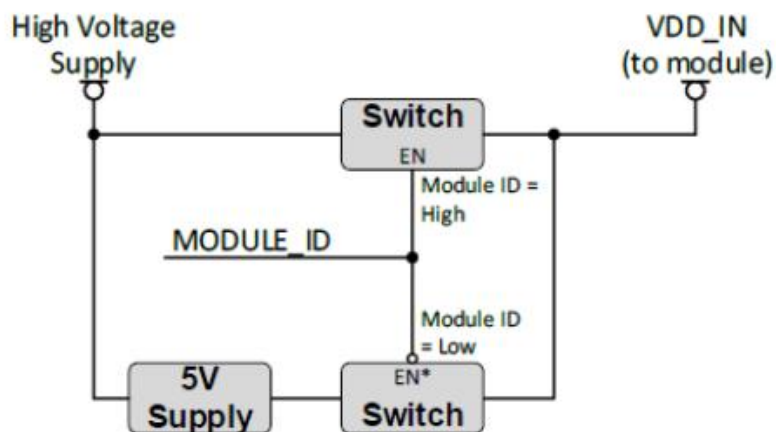 High Voltage
Supply
VDD_IN
(to module)
Switch
EN
Module ID =
High
MODULE_ID
Module ID
= Low
5V
Supply
EN*
Switch